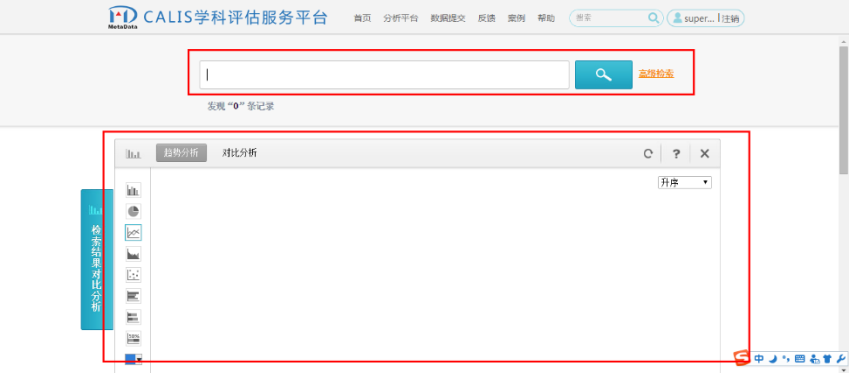 MetaData
CALIS学科评估服务平台
首页 分析平台 数据提交 反馈 案例 帮助 搜索 super... 注销
高级检索
发现“0”条记录
趋势分析 对比分析 ?
升序
检索结果对比分析
中